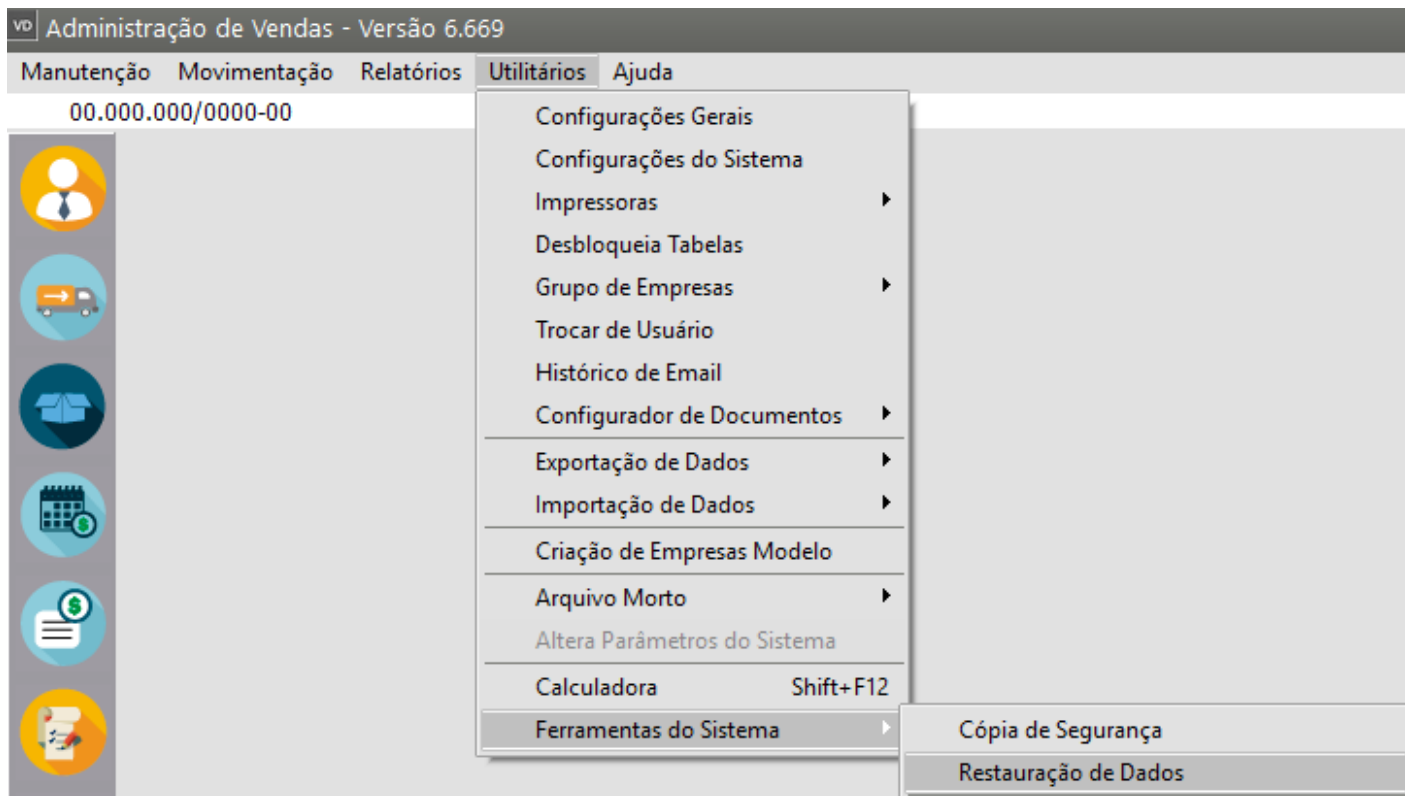 VD Administração de Vendas - Versão 6.669
Manutenção Movimentação Relatórios Utilitários Ajuda
00.000.000/0000-00
Configurações Gerais
Configurações do Sistema
Impressoras
Desbloqueia Tabelas
Grupo de Empresas
Trocar de Usuário
Histórico de Email
Configurador de Documentos
Exportação de Dados
Importação de Dados
Criação de Empresas Modelo
Arquivo Morto
Altera Parâmetros do Sistema
Calculadora Shift+F12
Ferramentas do Sistema
Cópia de Segurança
Restauração de Dados